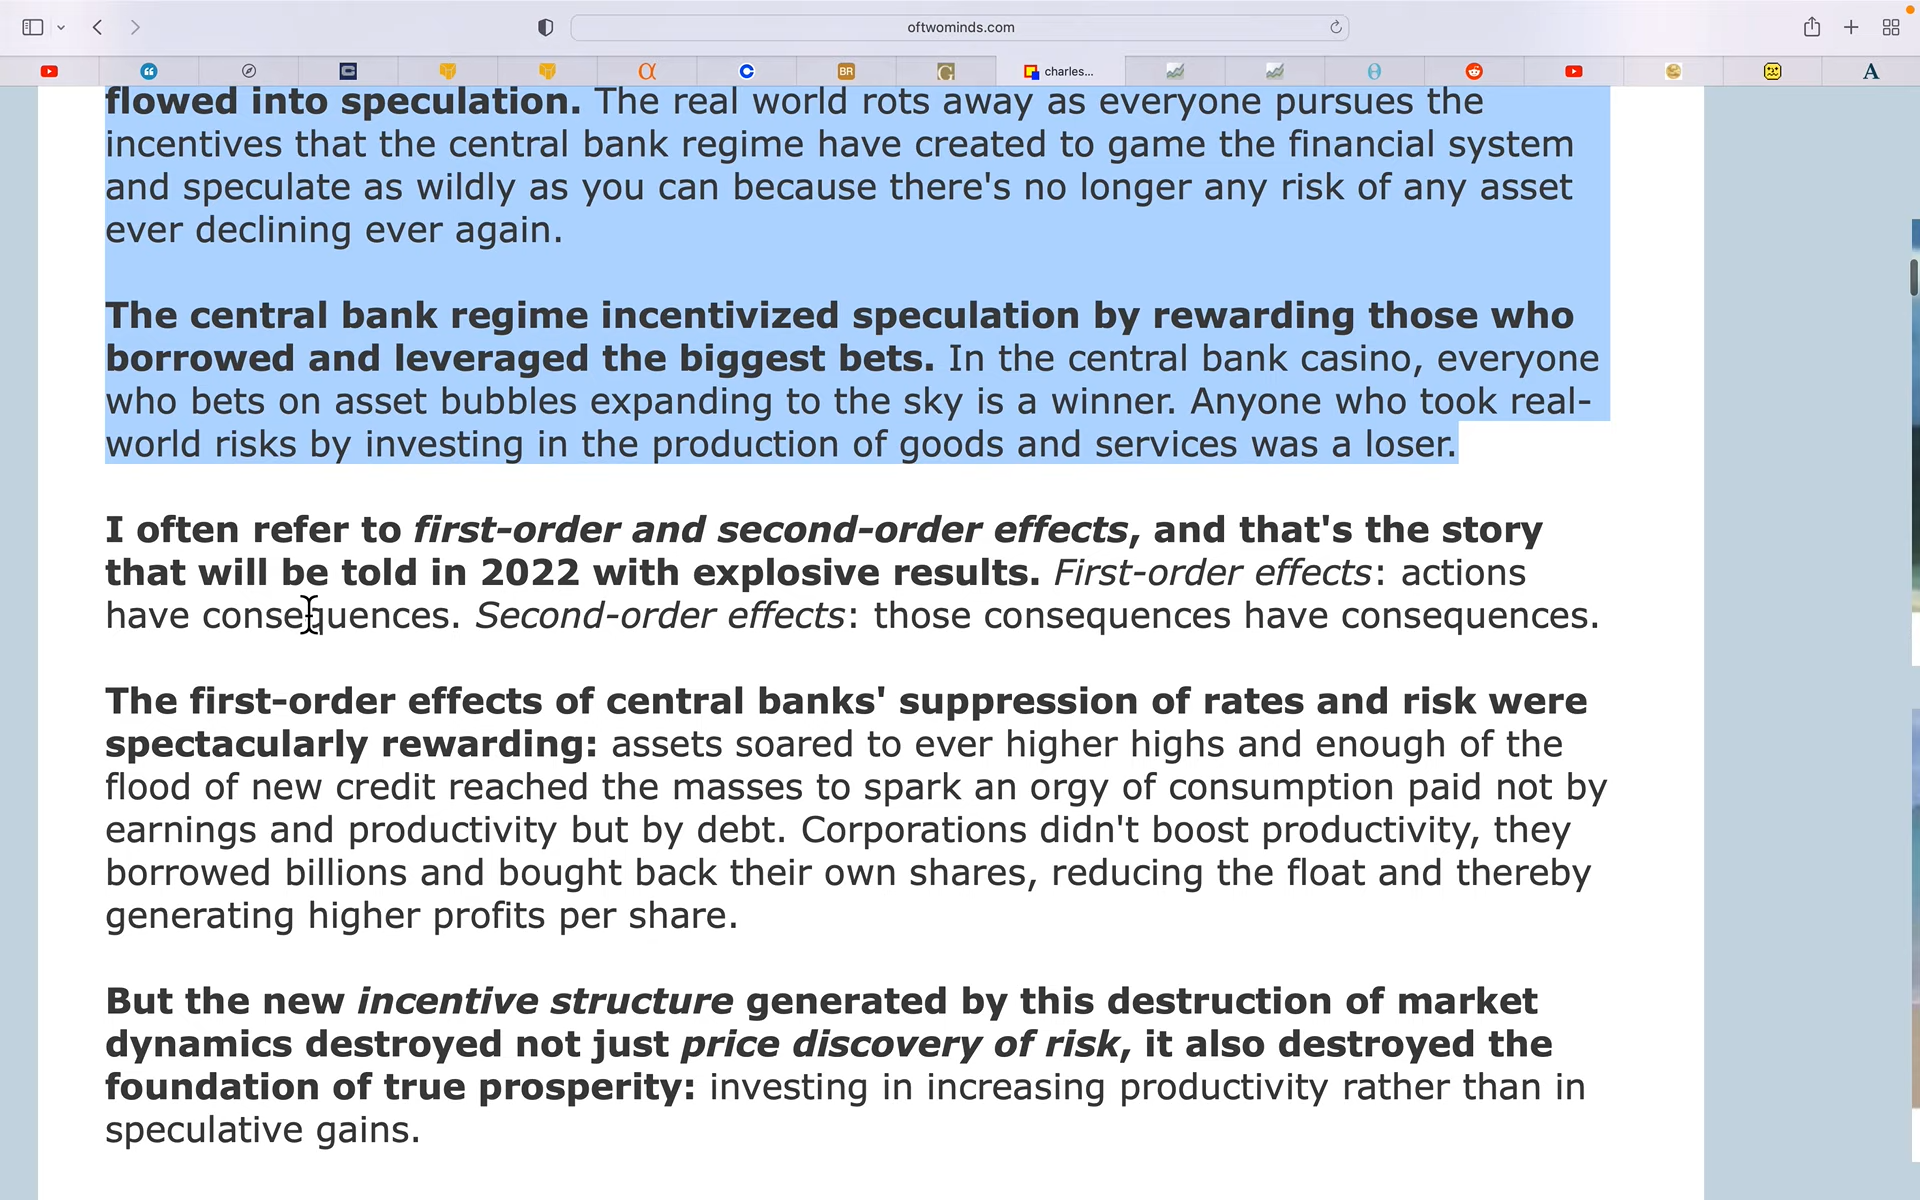 oftwominds.com
charles...
flowed into speculation. The real world rots away as everyone pursues the
incentives that the central bank regime have created to game the financial system
and speculate as wildly as you can because there's no longer any risk of any asset
ever declining ever again.
The central bank regime incentivized speculation by rewarding those who
borrowed and leveraged the biggest bets. In the central bank casino, everyone
who bets on asset bubbles expanding to the sky is a winner. Anyone who took real-
world risks by investing in the production of goods and services was a loser.
I often refer to first-order and second-order effects, and that's the story
that will be told in 2022 with explosive results. First-order effects: actions
have consequences. Second-order effects: those consequences have consequences.
The first-order effects of central banks' suppression of rates and risk were
spectacularly rewarding: assets soared to ever higher highs and enough of the
flood of new credit reached the masses to spark an orgy of consumption paid not by
earnings and productivity but by debt. Corporations didn't boost productivity, they
borrowed billions and bought back their own shares, reducing the float and thereby
generating higher profits per share.
But the new incentive structure generated by this destruction of market
dynamics destroyed not just price discovery of risk, it also destroyed the
foundation of true prosperity: investing in increasing productivity rather than in
speculative gains.